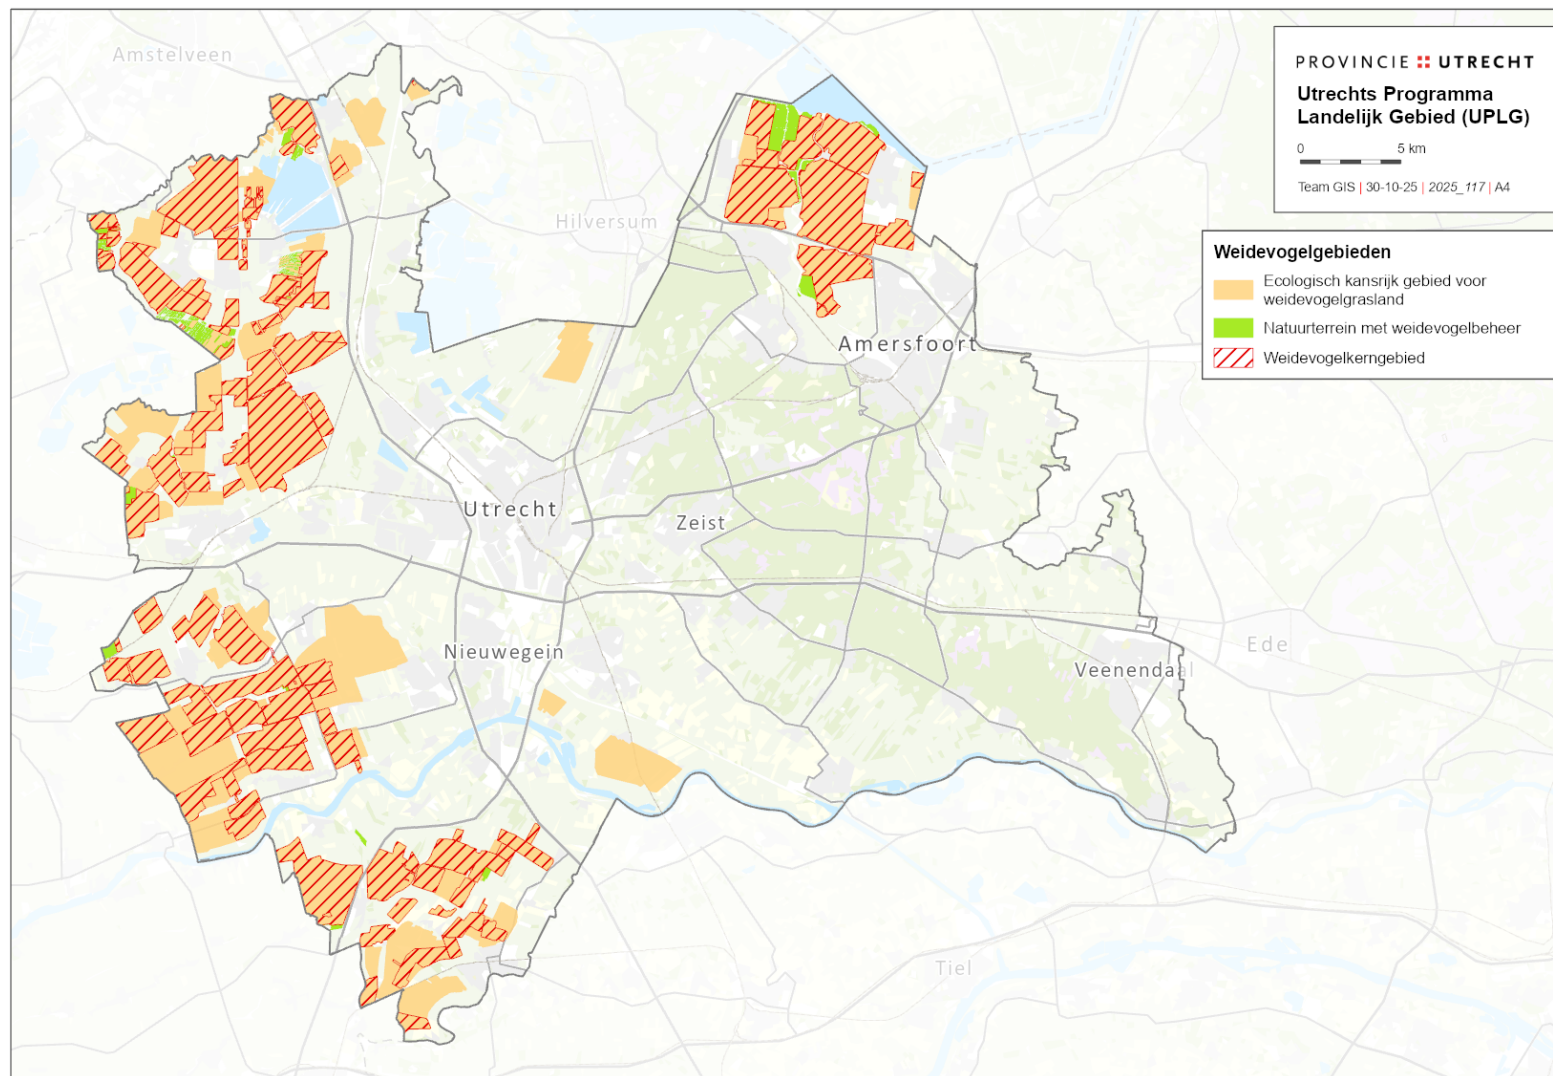 PROVINCIE UTRECHT
Utrechts Programma
Landelijk Gebied (UPLG)
0 5 km
Team GIS | 30-10-25 | 2025_117 | A4
Weidevogelgebieden
Ecologisch kansrijk gebied voor
weidevogelgrasland
Natuurterrein met weidevogelbeheer
Weidevogelkerngebied
Amstelveen
Hilversum
Amersfoort
Utrecht
Zeist
Nieuwegein
Ede
Veenendaal
Tiel